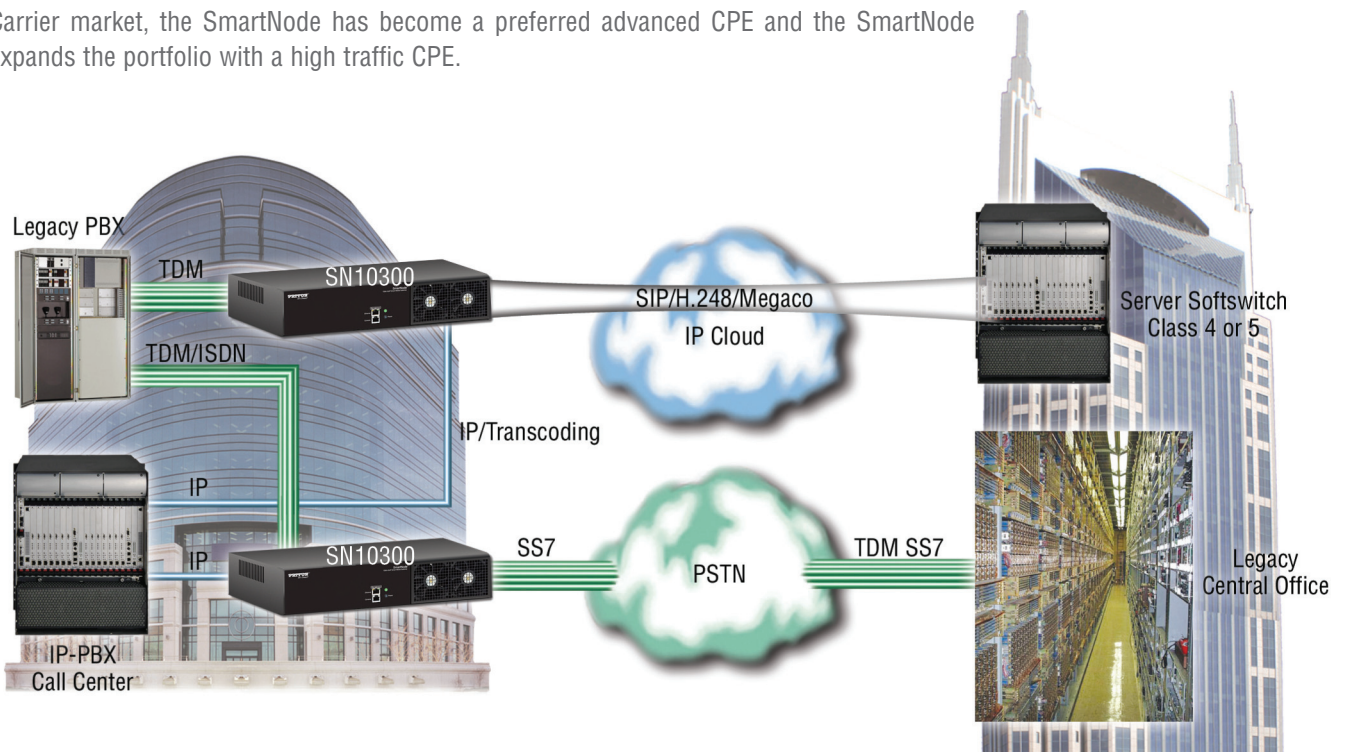 Carrier market, the SmartNode has become a preferred advanced CPE and the SmartNode
expands the portfolio with a high traffic CPE.
Legacy PBX
TDM
SN10300
SIP/H.248/Megaco
IP Cloud
Server Softswitch
Class 4 or 5
TDM/ISDN
IP/Transcoding
IP
IP
SN10300
SS7
PSTN
TDM SS7
Legacy
Central Office
IP-PBX
Call Center